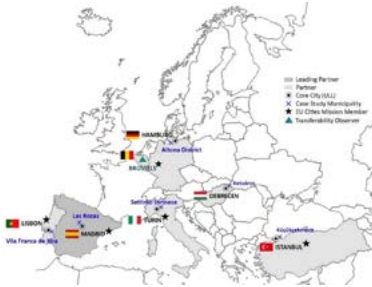 Leading Partner
Partner
Core City (ULL)
Case Study Municipality
EU Cities Mission Member
Transferability Observer
HAMBURG
Altona District
BRUSSELS
DEBRECEN
Settimo Torinese
TURIN
LISBON
Las Rozas
MADRID
Vila Franca de Xira
ISTANBUL
Küçükçekmece